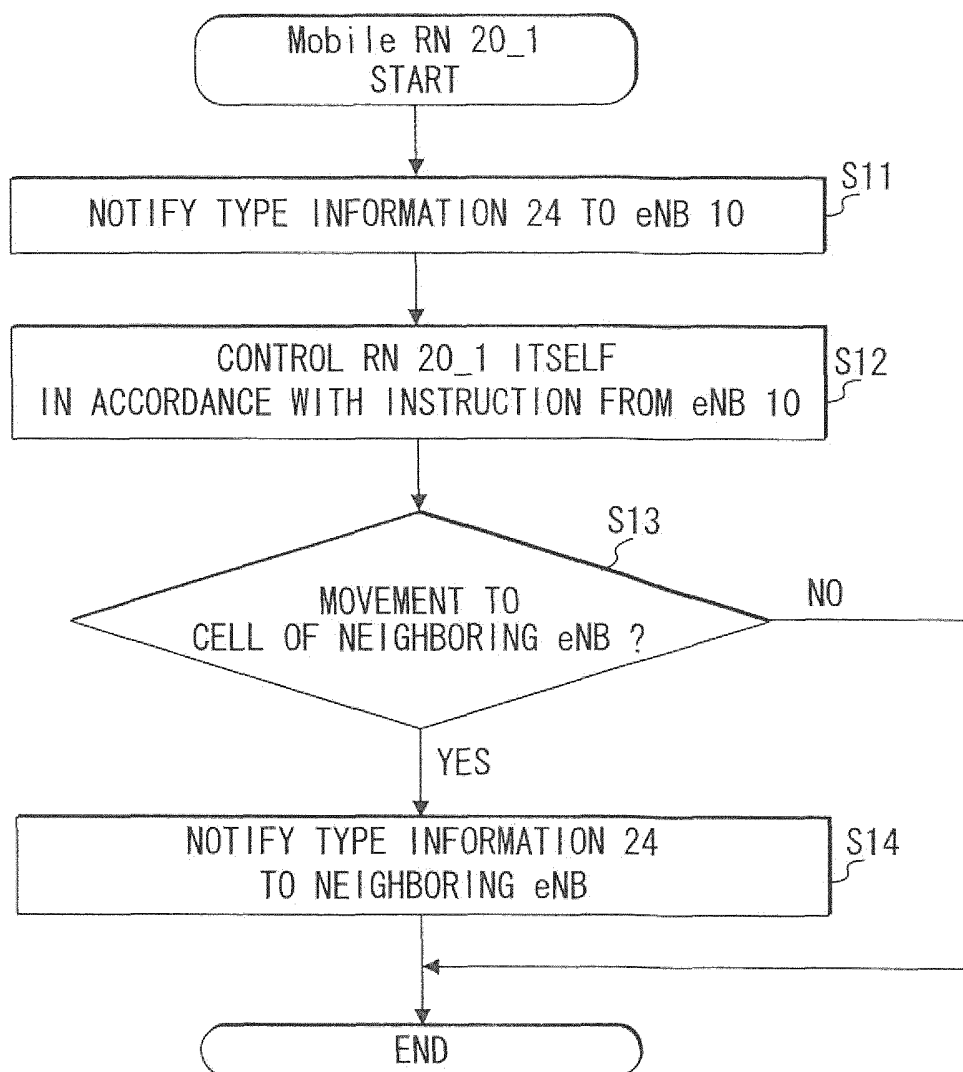 Mobile RN 20_1
START
S11
NOTIFY TYPE INFORMATION 24 TO eNB 10
S12
CONTROL RN 20_1 ITSELF
IN ACCORDANCE WITH INSTRUCTION FROM eNB 10
S13
MOVEMENT TO
CELL OF NEIGHBORING eNB ?
NO
YES
S14
NOTIFY TYPE INFORMATION 24
TO NEIGHBORING eNB
END